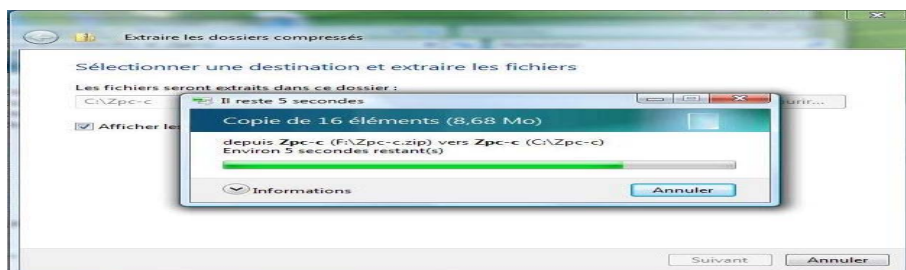 Extraire les dossiers compressés
Sélectionner une destination et extraire les fichiers
Les fichiers seront extraits dans ce dossier :
C:\Zpc-c
Il reste 5 secondes
Afficher les
Copie de 16 éléments (8,68 Mo)
depuis Zpc-c (F:\Zpc-c.zip) vers Zpc-c (C:\Zpc-c)
Environ 5 secondes restant(s)
Informations
Annuler
Suivant
Annuler